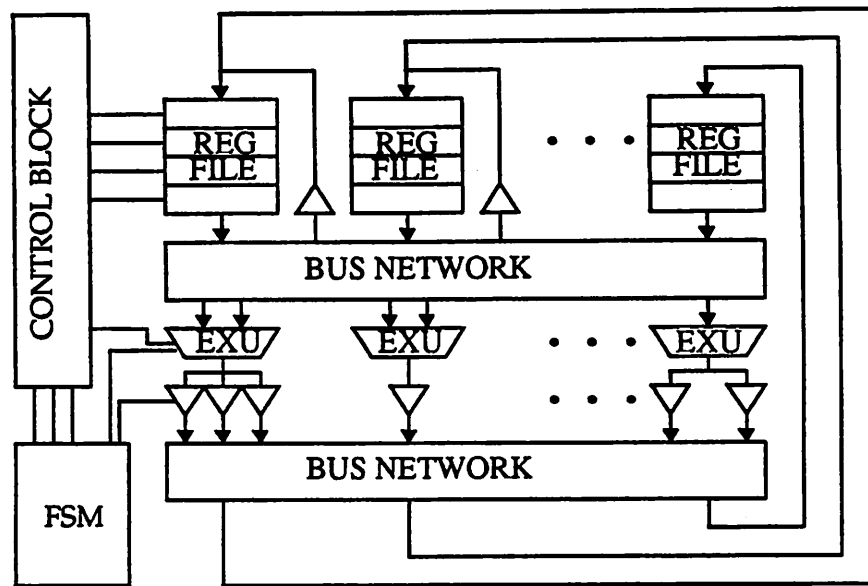 CONTROL BLOCK
REG
FILE
REG
FILE
REG
FILE
BUS NETWORK
EXU
EXU
EXU
BUS NETWORK
FSM